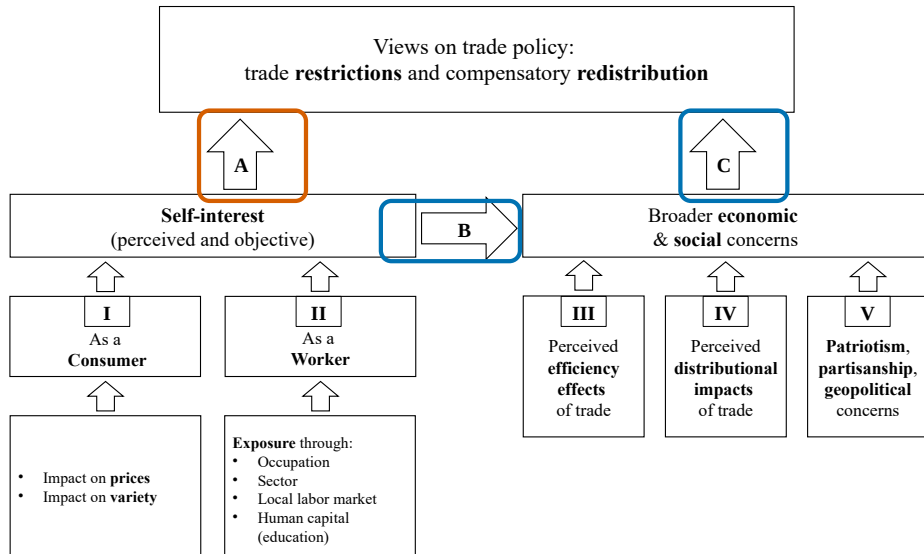 Views on trade policy:
trade restrictions and compensatory redistribution
A
C
Self-interest
(perceived and objective)
B
Broader economic
& social concerns
I
As a
Consumer
II
As a
Worker
III
Perceived
efficiency
effects
of trade
IV
Perceived
distributional
impacts
of trade
V
Patriotism,
partisanship,
geopolitical
concerns
• Impact on prices
• Impact on variety
Exposure through:
• Occupation
• Sector
• Local labor market
• Human capital
(education)